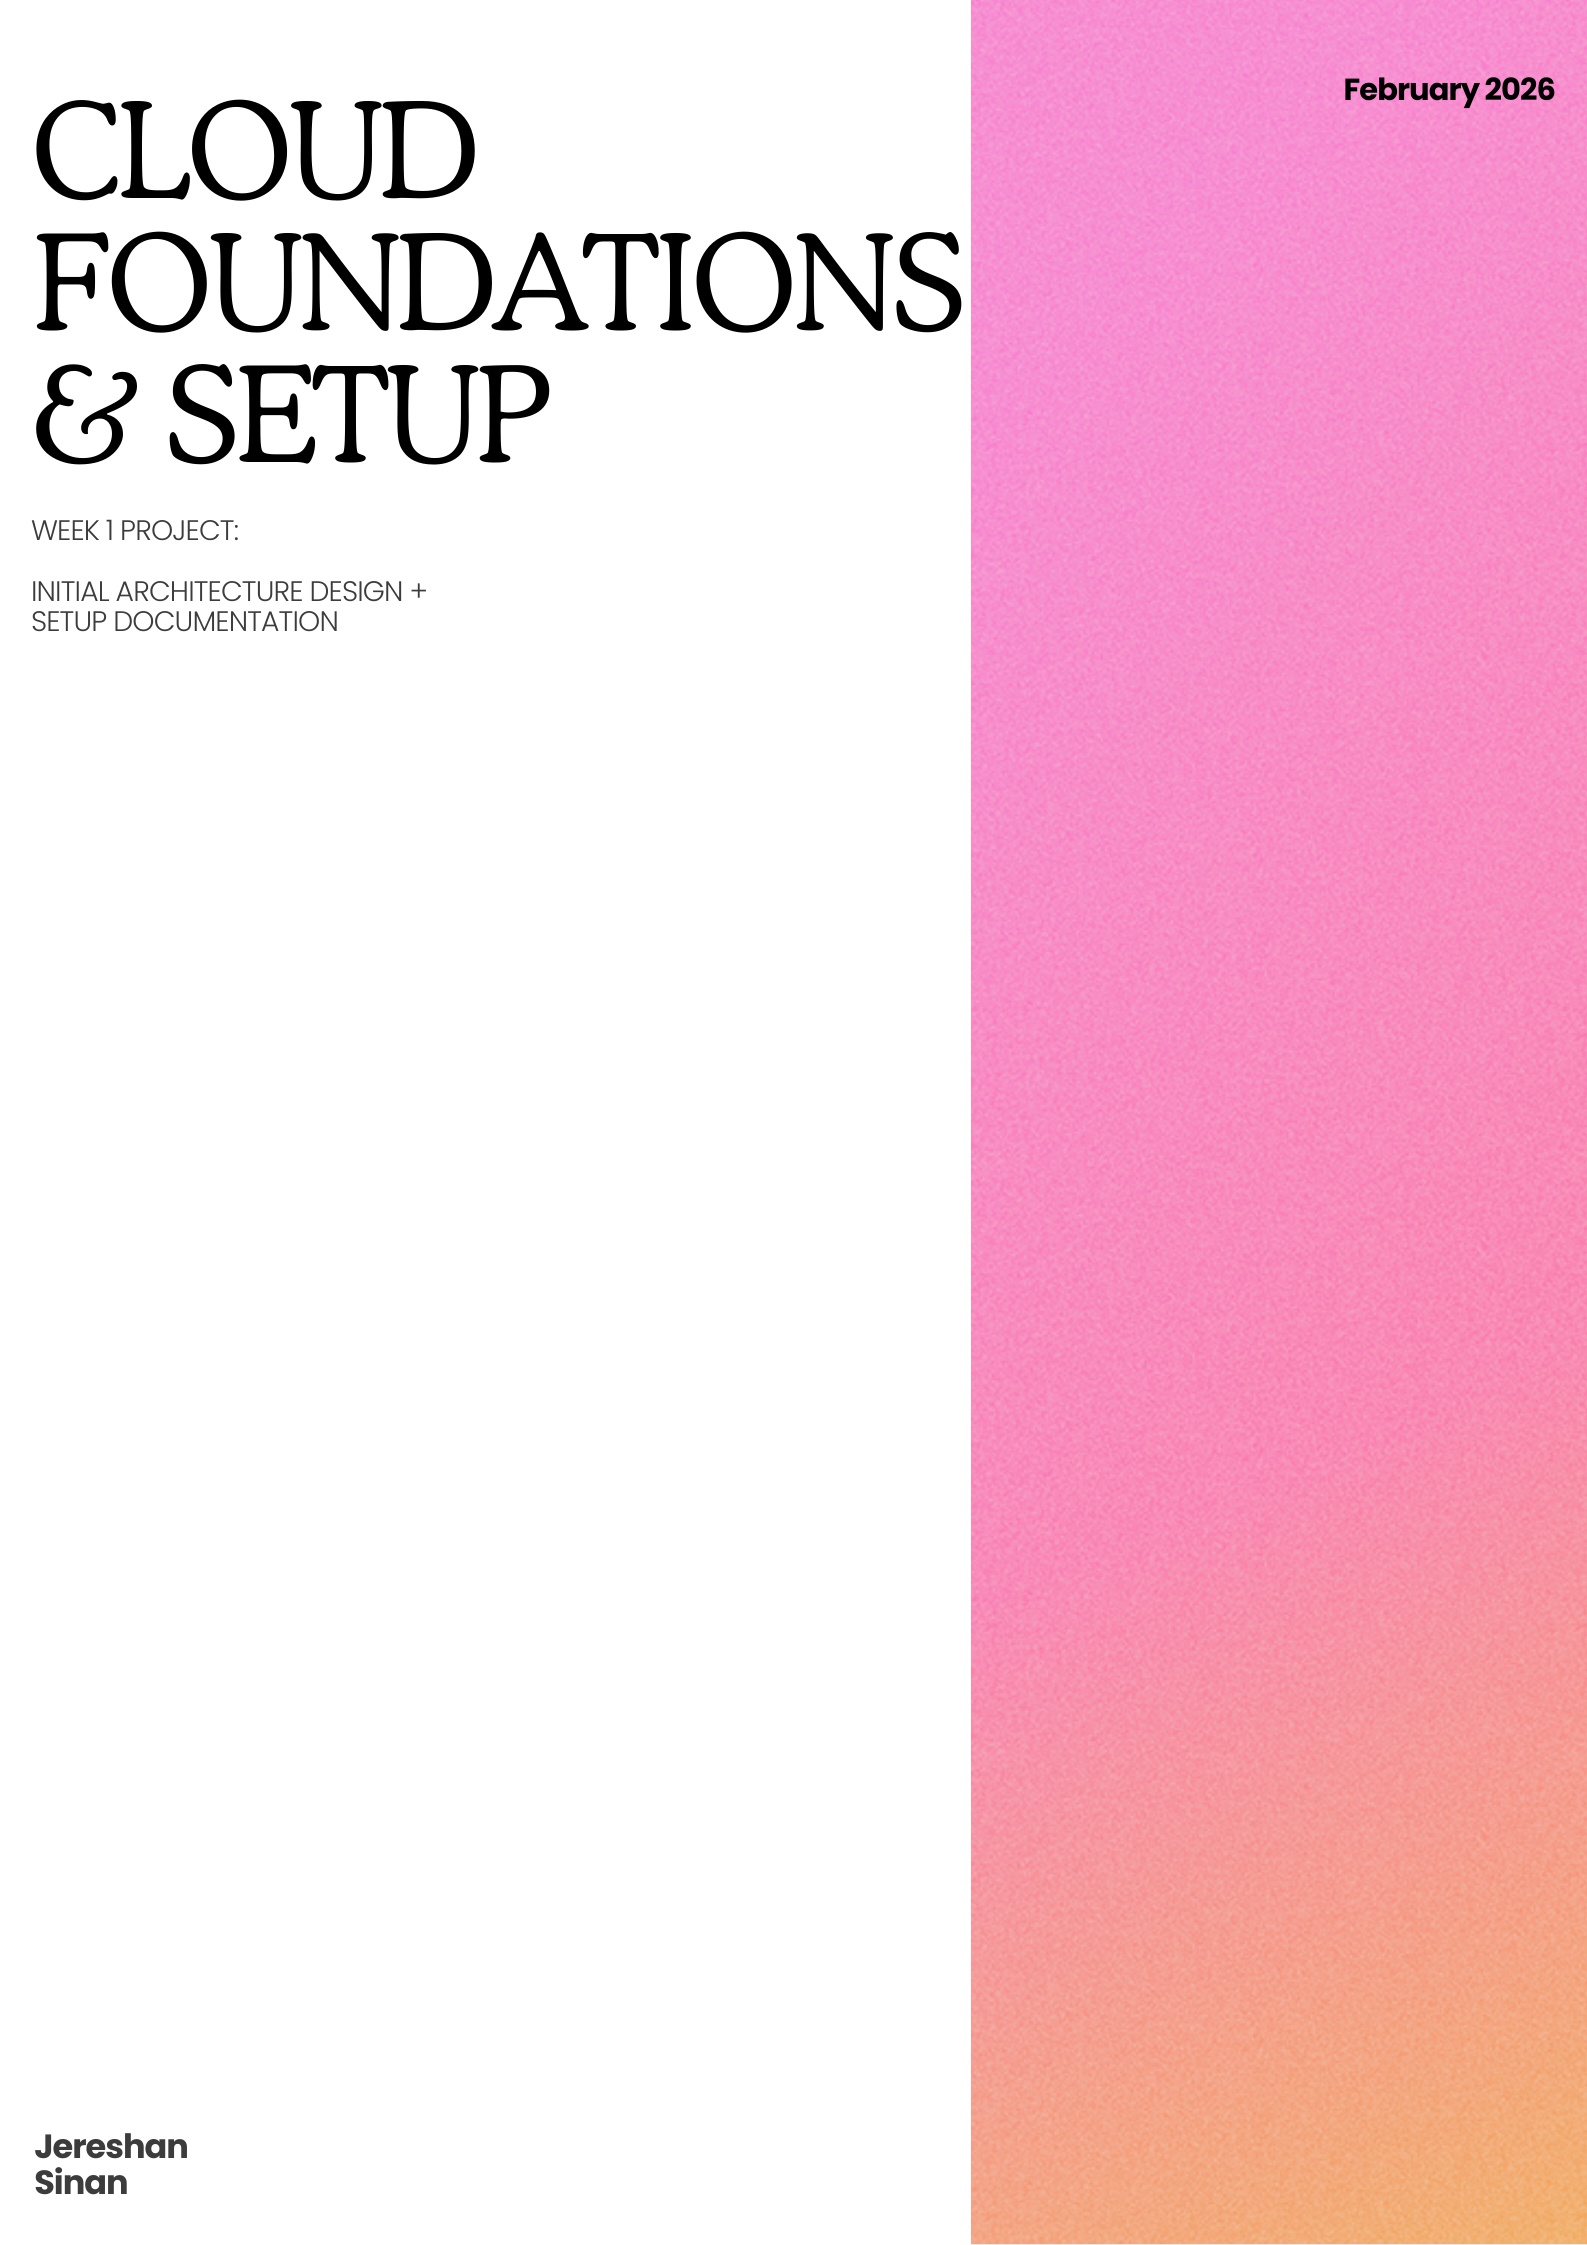 February 2026
CLOUD
FOUNDATIONS
& SETUP
WEEK 1 PROJECT:
INITIAL ARCHITECTURE DESIGN +
SETUP DOCUMENTATION
Jereshan
Sinan